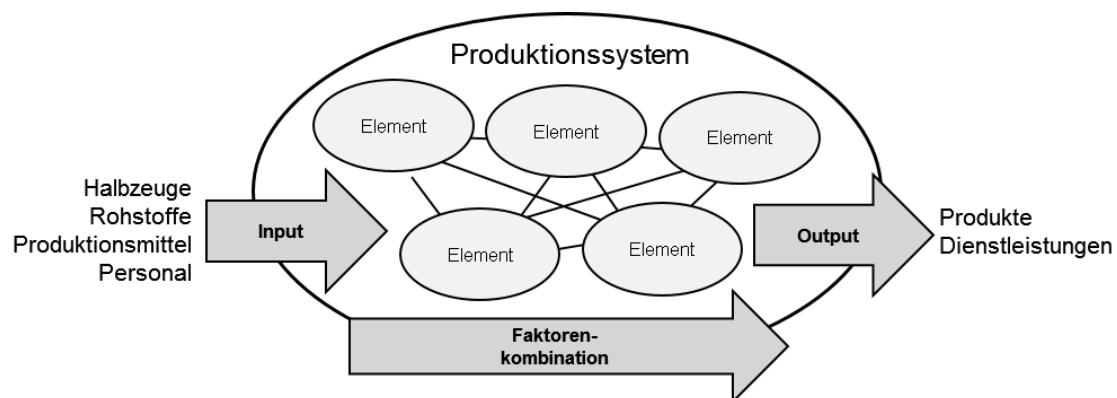 Produktionssystem
Element
Element
Element
Halbzeuge
Rohstoffe
Produktionsmittel
Personal
Input
Element
Element
Output
Produkte
Dienstleistungen
Faktoren-
kombination